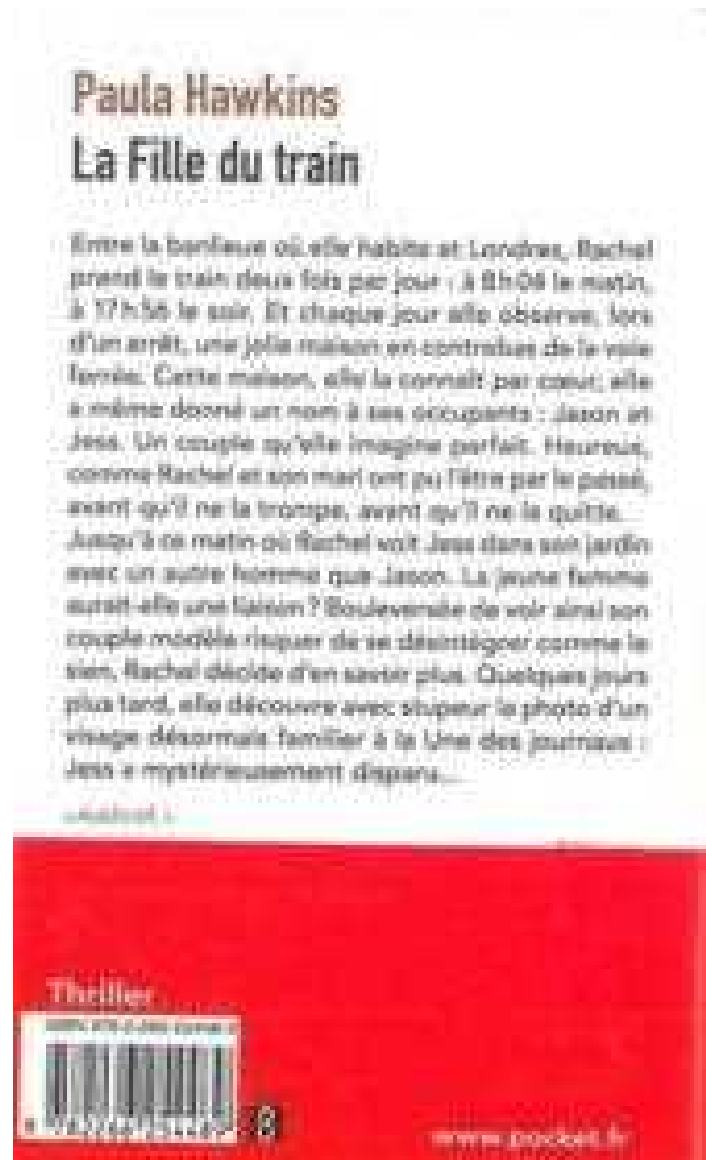 Paula Hawkins
La Fille du train
Entre la banlieue où elle habite et Londres, Rachel
prend le train deux fois par jour : à 8h04 le matin,
à 17h56 le soir. Et chaque jour elle observe, lors
d'un arrêt, une jolie maison en contrebas de la voie
ferrée. Cette maison, elle la connaît par cœur, elle
a même donné un nom à ses occupants : Jason et
Jess. Un couple qu'elle imagine parfait. Heureux,
comme Rachel et son mari ont pu l'être par le passé,
avant qu'il ne la trompe, avant qu'il ne la quitte.
Jusqu'à ce matin où Rachel voit Jess dans son jardin
avec un autre homme que Jason. La jeune femme
aurait-elle une liaison ? Bouleversée de voir ainsi son
couple modèle risquer de se désintégrer comme le
sien, Rachel décide d'en savoir plus. Quelques jours
plus tard, elle découvre avec stupeur la photo d'un
visage désormais familier à la Une des journaux :
Jess a mystérieusement disparu...
Thriller
www.pocket.fr